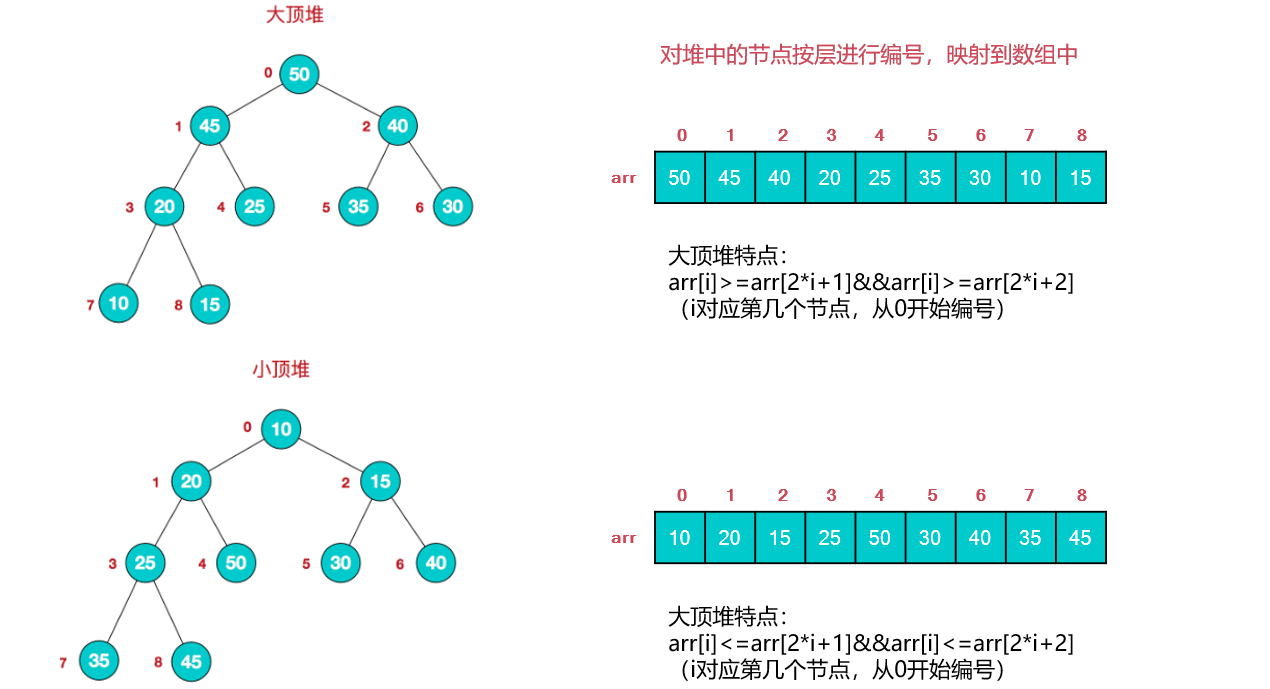 大顶堆
0 50
1 45 2 40
3 20 4 25 5 35 6 30
7 10 8 15
对堆中的节点按层进行编号，映射到数组中
0 1 2 3 4 5 6 7 8
arr 50 45 40 20 25 35 30 10 15
大顶堆特点：
arr[i]>=arr[2*i+1]&&arr[i]>=arr[2*i+2]
（i对应第几个节点，从0开始编号）
小顶堆
0 10
1 20 2 15
3 25 4 50 5 30 6 40
7 35 8 45
0 1 2 3 4 5 6 7 8
arr 10 20 15 25 50 30 40 35 45
大顶堆特点：
arr[i]<=arr[2*i+1]&&arr[i]<=arr[2*i+2]
（i对应第几个节点，从0开始编号）